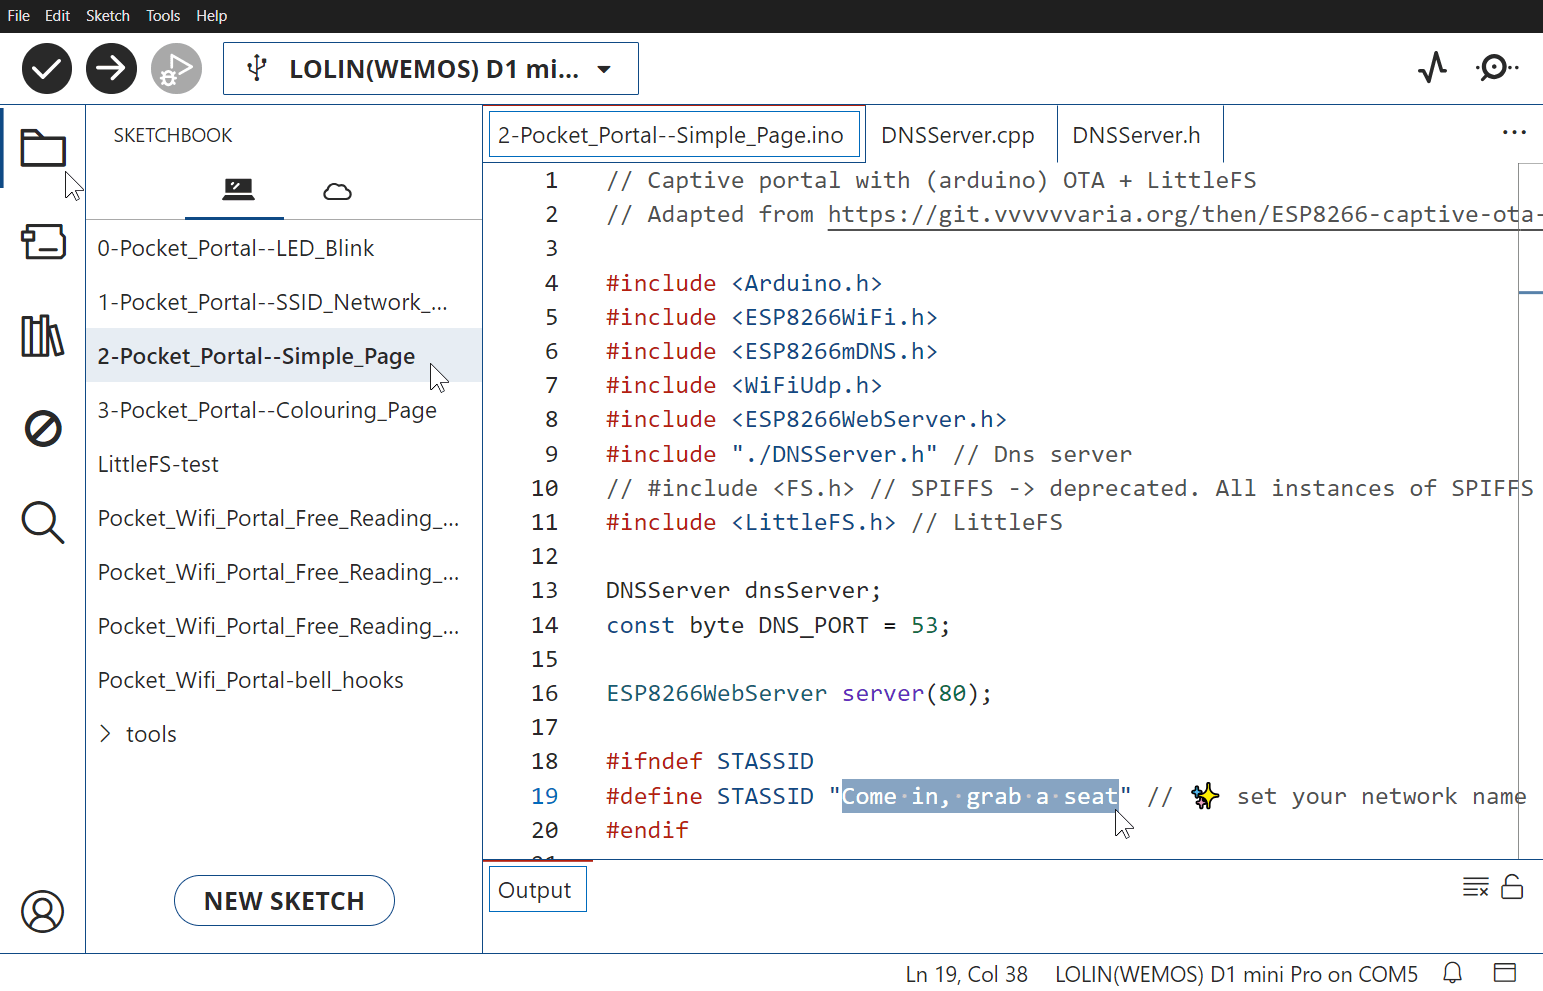 File Edit Sketch Tools Help
LOLIN(WEMOS) D1 mi...
SKETCHBOOK
0-Pocket_Portal--LED_Blink
1-Pocket_Portal--SSID_Network_...
2-Pocket_Portal--Simple_Page
3-Pocket_Portal--Colouring_Page
LittleFS-test
Pocket_Wifi_Portal_Free_Reading_...
Pocket_Wifi_Portal_Free_Reading_...
Pocket_Wifi_Portal_Free_Reading_...
Pocket_Wifi_Portal-bell_hooks
tools
NEW SKETCH
2-Pocket_Portal--Simple_Page.ino DNSServer.cpp DNSServer.h ...
1 // Captive portal with (arduino) OTA + LittleFS
2 // Adapted from https://git.vvvvvvaria.org/then/ESP8266-captive-ota-
3
4 #include <Arduino.h>
5 #include <ESP8266WiFi.h>
6 #include <ESP8266mDNS.h>
7 #include <WiFiUdp.h>
8 #include <ESP8266WebServer.h>
9 #include "./DNSServer.h" // Dns server
10 // #include <FS.h> // SPIFFS -> deprecated. All instances of SPIFFS
11 #include <LittleFS.h> // LittleFS
12
13 DNSServer dnsServer;
14 const byte DNS_PORT = 53;
15
16 ESP8266WebServer server(80);
17
18 #ifndef STASSID
19 #define STASSID "Come in, grab a seat" // ✨ set your network name
20 #endif
Output
Ln 19, Col 38 LOLIN(WEMOS) D1 mini Pro on COM5